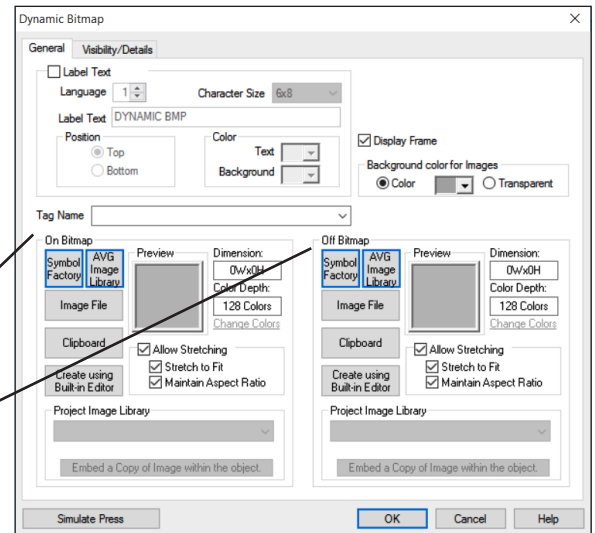 Dynamic Bitmap
General Visibility/Details
Label Text
Language 1 Character Size 6x8
Label Text DYNAMIC BMP
Position Color
Top Text
Bottom Background
Display Frame
Background color for Images
Color Transparent
Tag Name
On Bitmap
Symbol Factory
AVG Image Library
Preview
Dimension:
0Wx0H
Color Depth:
128 Colors
Change Colors
Image File
Clipboard
Create using Built-in Editor
Allow Stretching
Stretch to Fit
Maintain Aspect Ratio
Project Image Library
Embed a Copy of Image within the object.
Off Bitmap
Symbol Factory
AVG Image Library
Preview
Dimension:
0Wx0H
Color Depth:
128 Colors
Change Colors
Image File
Clipboard
Create using Built-in Editor
Allow Stretching
Stretch to Fit
Maintain Aspect Ratio
Project Image Library
Embed a Copy of Image within the object.
Simulate Press OK Cancel Help